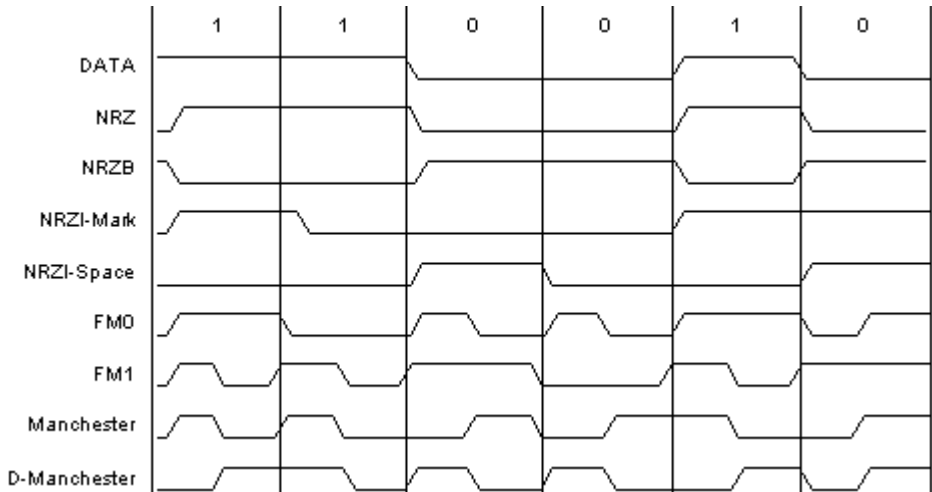 1 1 0 0 1 0
DATA
NRZ
NRZB
NRZI-Mark
NRZI-Space
FM0
FM1
Manchester
D-Manchester